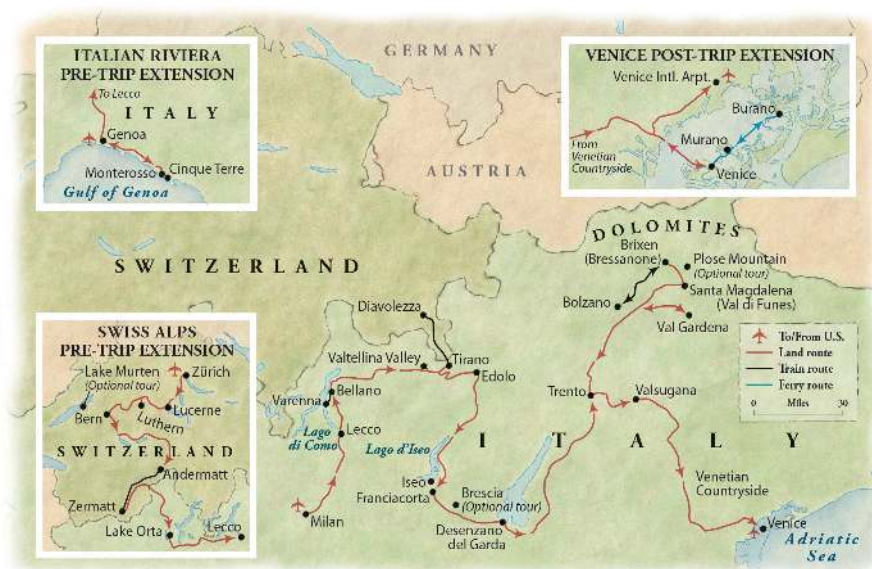 ITALIAN RIVIERA
PRE-TRIP EXTENSION
To Lecco
ITALY
Genoa
Monterosso
Cinque Terre
Gulf of Genoa
GERMANY
AUSTRIA
VENICE POST-TRIP EXTENSION
Venice Intl. Arpt.
Burano
Murano
From
Venetian
Countryside
Venice
SWITZERLAND
DOLOMITES
Brixen
(Bressanone)
Plose Mountain
(Optional tour)
Santa Magdalena
(Val di Funes)
Bolzano
Val Gardena
Diavolezza
Valtellina Valley
Tirano
Edolo
Bellano
Varenna
Lago
di Como
Lecco
Milan
Lago d'Iseo
Iseo
Franciacorta
Brescia
(Optional tour)
Desenzano
del Garda
ITALY
Trento
Valsugana
Venetian
Countryside
Venice
Adriatic
Sea
To/From U.S.
Land route
Train route
Ferry route
0 Miles 30
SWISS ALPS
PRE-TRIP EXTENSION
Lake Murten
(Optional tour)
Zürich
Bern
Luthern
Lucerne
SWITZERLAND
Andermatt
Zermatt
Lake Orta
Lecco